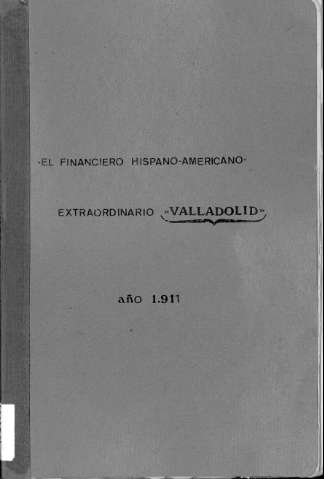 -EL FINANCIERO HISPANO-AMERICANO-
EXTRAORDINARIO «VALLADOLID»
año 1.911